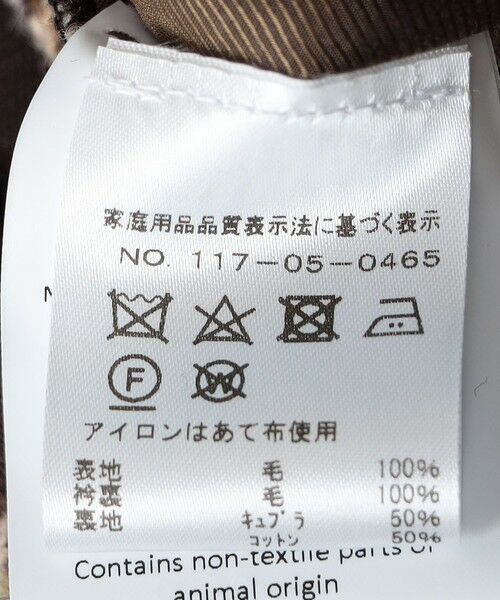 家庭用品品質表示法に基づく表示
NO. 117-05-0465
F
W
アイロンはあて布使用
表地 毛 100%
衿裏 毛 100%
裏地 キュプラ 50%
コットン 50%
Contains non-textile parts of
animal origin